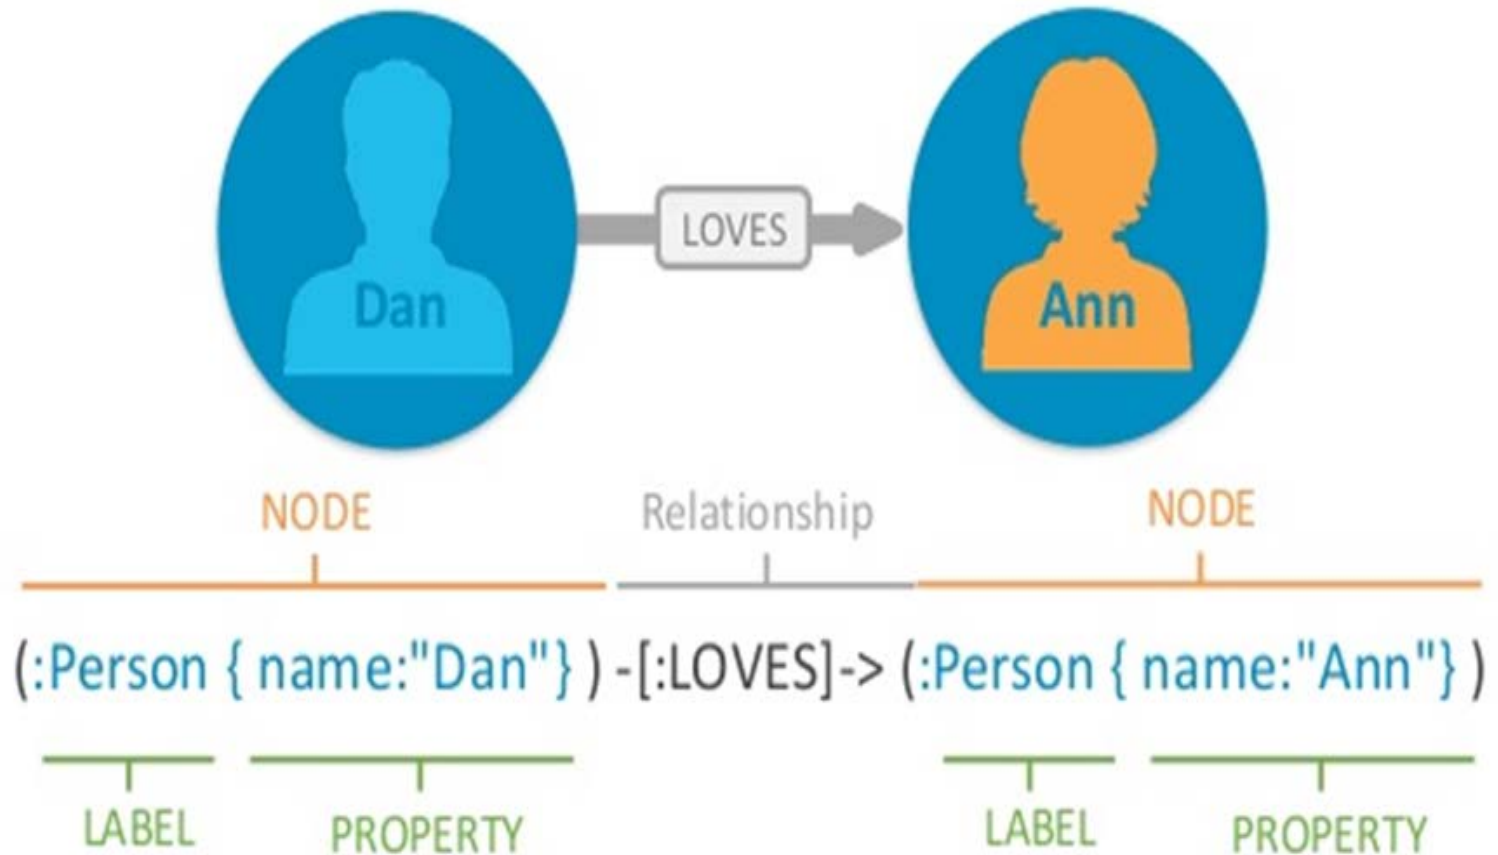 Dan
LOVES
Ann
NODE Relationship NODE
(:Person { name:"Dan"} ) -[:LOVES]-> (:Person { name:"Ann"} )
LABEL PROPERTY LABEL PROPERTY